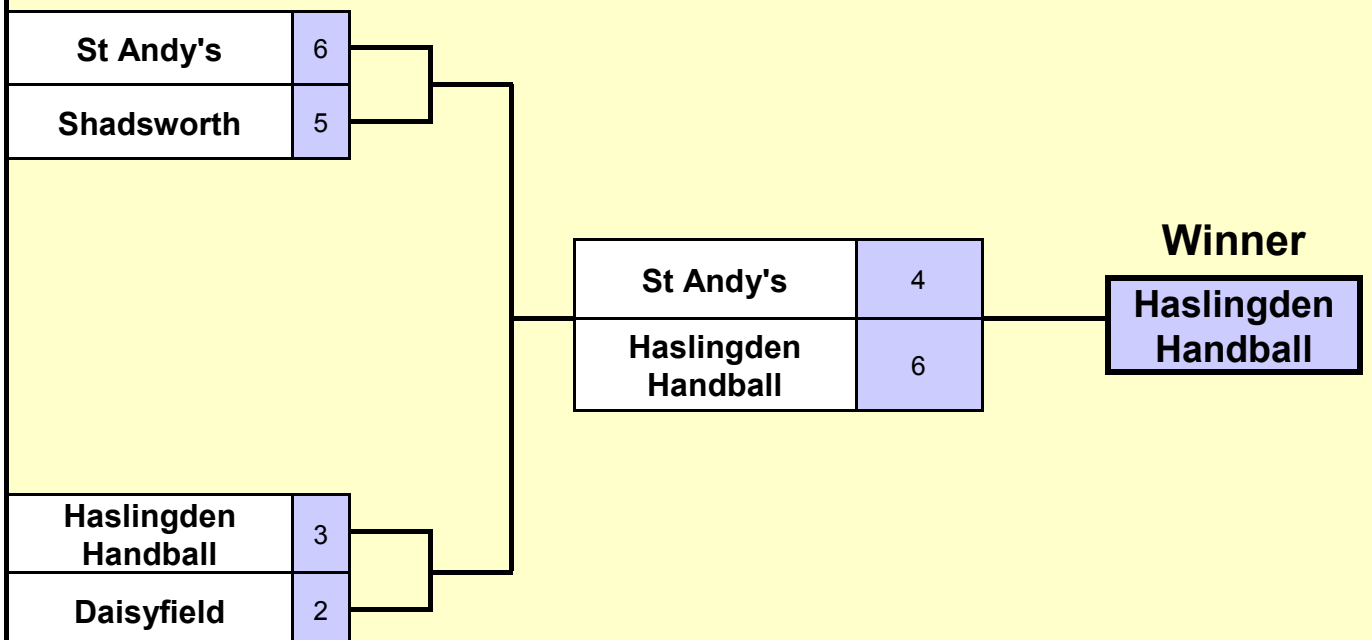 St Andy's 6
Shadsworth 5
St Andy's 4
Haslingden
Handball 6
Winner
Haslingden
Handball
Haslingden
Handball 3
Daisyfield 2